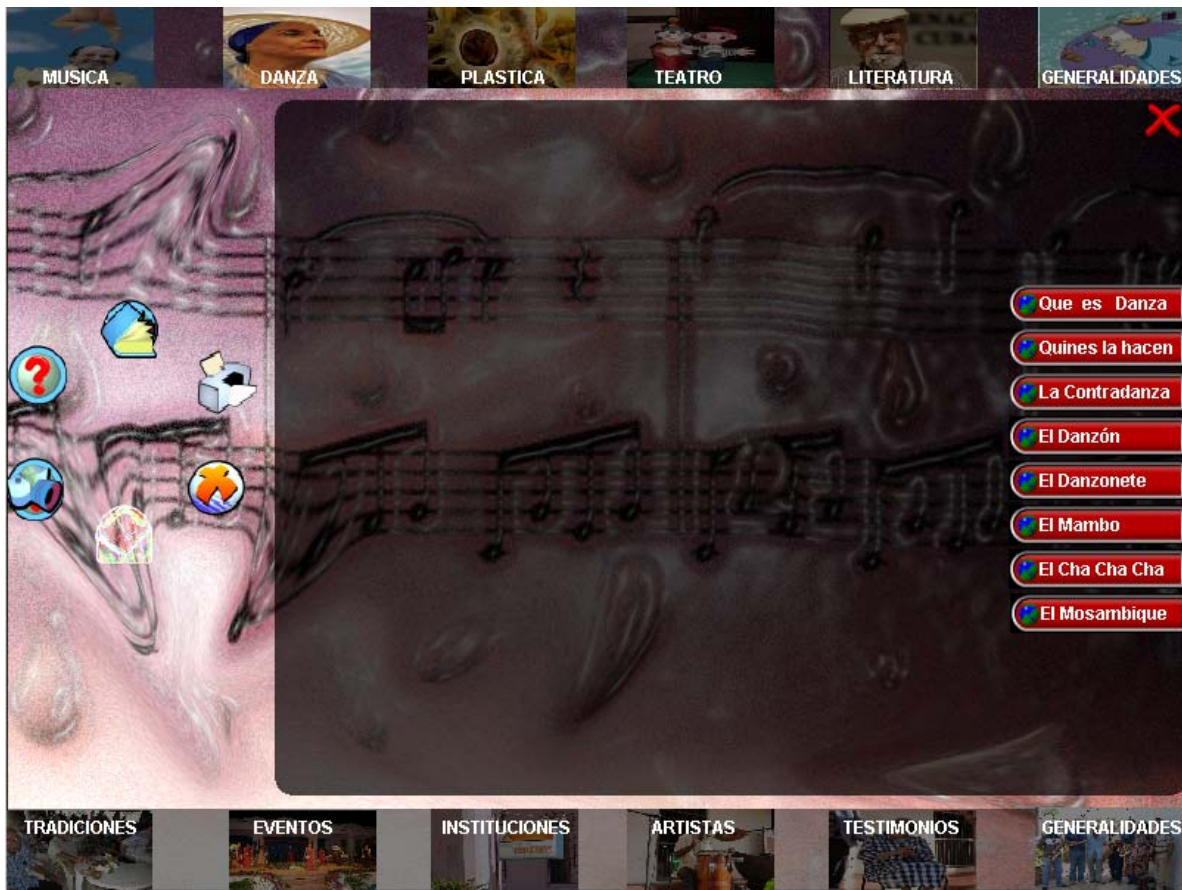 MUSICA
DANZA
PLASTICA
TEATRO
LITERATURA
GENERALIDADES
Que es Danza
Quines la hacen
La Contradanza
El Danzón
El Danzonete
El Mambo
El Cha Cha Cha
El Mosambique
TRADICIONES
EVENTOS
INSTITUCIONES
ARTISTAS
TESTIMONIOS
GENERALIDADES